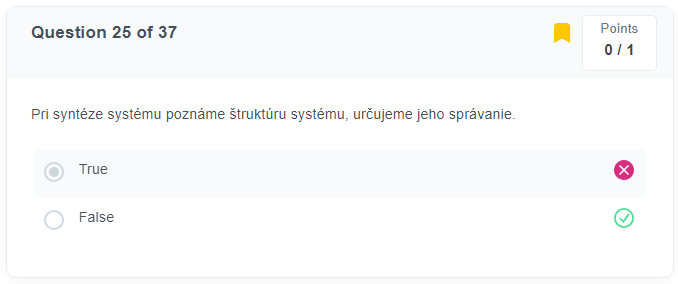 Question 25 of 37
Points
0 / 1
Pri syntéze systému poznáme štruktúru systému, určujeme jeho správanie.
True
False